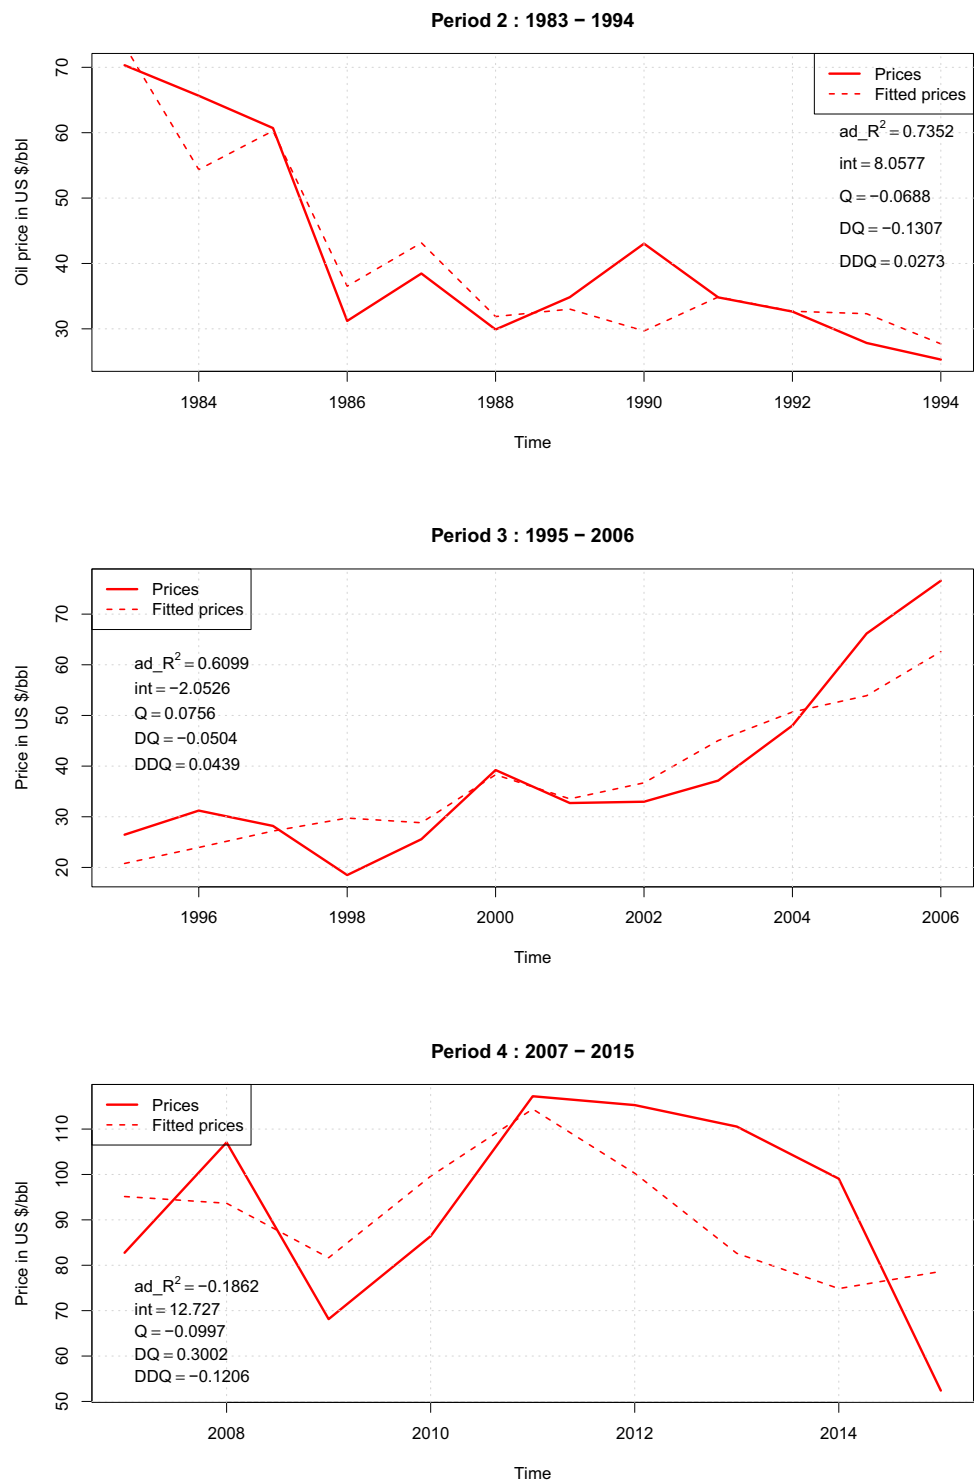 Period 2 : 1983 − 1994
Oil price in US $/bbl
70
60
50
40
30
Prices
Fitted prices
ad_R² = 0.7352
int = 8.0577
Q = −0.0688
DQ = −0.1307
DDQ = 0.0273
1984 1986 1988 1990 1992 1994
Time
Period 3 : 1995 − 2006
Price in US $/bbl
70
60
50
40
30
20
Prices
Fitted prices
ad_R² = 0.6099
int = −2.0526
Q = 0.0756
DQ = −0.0504
DDQ = 0.0439
1996 1998 2000 2002 2004 2006
Time
Period 4 : 2007 − 2015
Price in US $/bbl
110
100
90
80
70
60
50
Prices
Fitted prices
ad_R² = −0.1862
int = 12.727
Q = −0.0997
DQ = 0.3002
DDQ = −0.1206
2008 2010 2012 2014
Time